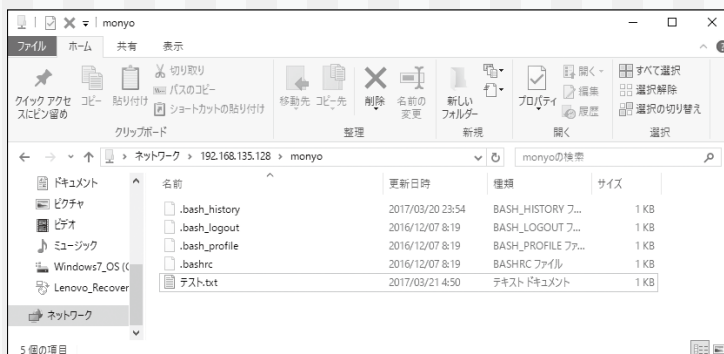 monyo
ファイル ホーム 共有 表示
クイック アクセスにピン留め
コピー
貼り付け
切り取り
パスのコピー
ショートカットの貼り付け
クリップボード
移動先
コピー先
削除
名前の変更
整理
新しいフォルダー
新規
プロパティ
開く
編集
履歴
開く
すべて選択
選択解除
選択の切り替え
選択
ネットワーク > 192.168.135.128 > monyo
monyoの検索
ドキュメント
ピクチャ
ビデオ
ミュージック
Windows7_OS (C
Lenovo_Recover
ネットワーク
名前 更新日時 種類 サイズ
.bash_history 2017/03/20 23:54 BASH_HISTORY フ... 1 KB
.bash_logout 2016/12/07 8:19 BASH_LOGOUT フ... 1 KB
.bash_profile 2016/12/07 8:19 BASH_PROFILE ファ... 1 KB
.bashrc 2016/12/07 8:19 BASHRC ファイル 1 KB
テスト.txt 2017/03/21 4:50 テキスト ドキュメント 1 KB
5 個の項目